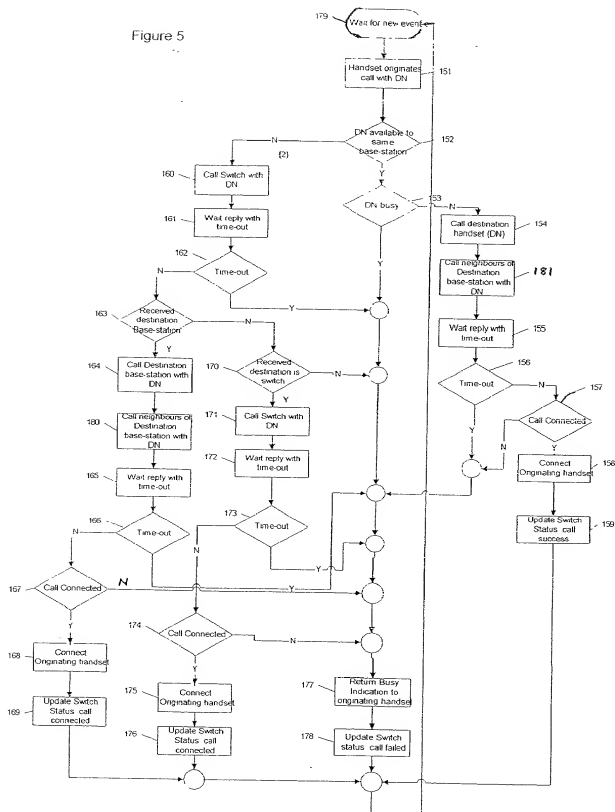 Figure 5
179
Wait for new event
Handset originates
call with DN
151
DN available to
same
base-station
152
N
{2}
Y
160
Call Switch with
DN
DN busy
153
N
154
Call destination
handset (DN)
161
Wait reply with
time-out
162
Time-out
N
Y
Y
Call neighbours of
Destination
base-station with
DN
181
163
Received
destination
Base-station
N
Y
Wait reply with
time-out
155
164
Call Destination
base-station with
DN
170
Received
destination is
switch
N
Y
156
Time-out
N
Y
157
Call Connected
N
Y
171
Call Switch with
DN
180
Call neighbours of
Destination
base-station with
DN
172
Wait reply with
time-out
Connect
Originating handset
158
165
Wait reply with
time-out
166
Time-out
N
Y
173
Time-out
N
Y
Update Switch
Status call
success
159
167
Call Connected
N
Y
174
Call Connected
N
Y
168
Connect
Originating handset
175
Connect
Originating handset
177
Return Busy
Indication to
originating handset
169
Update Switch
Status call
connected
176
Update Switch
Status call
connected
178
Update Switch
status call failed